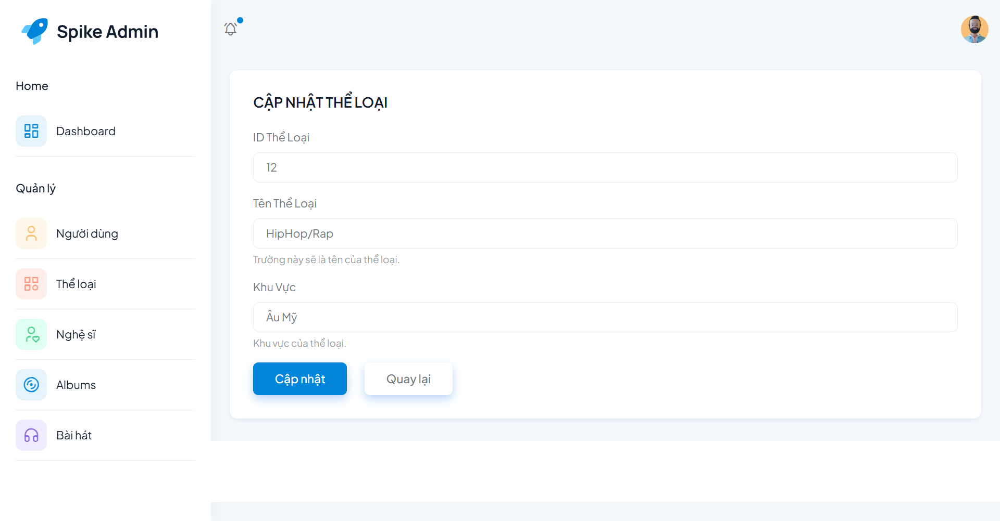 Spike Admin
Home
Dashboard
Quản lý
Người dùng
Thể loại
Nghệ sĩ
Albums
Bài hát
CẬP NHẬT THỂ LOẠI
ID Thể Loại
12
Tên Thể Loại
HipHop/Rap
Trường này sẽ là tên của thể loại.
Khu Vực
Âu Mỹ
Khu vực của thể loại.
Cập nhật
Quay lại